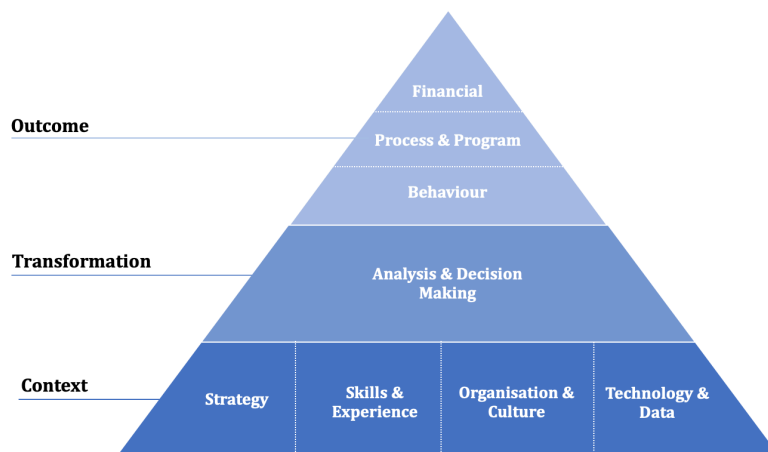 Financial
Outcome
Process & Program
Behaviour
Transformation
Analysis & Decision
Making
Context
Strategy
Skills &
Experience
Organisation &
Culture
Technology &
Data